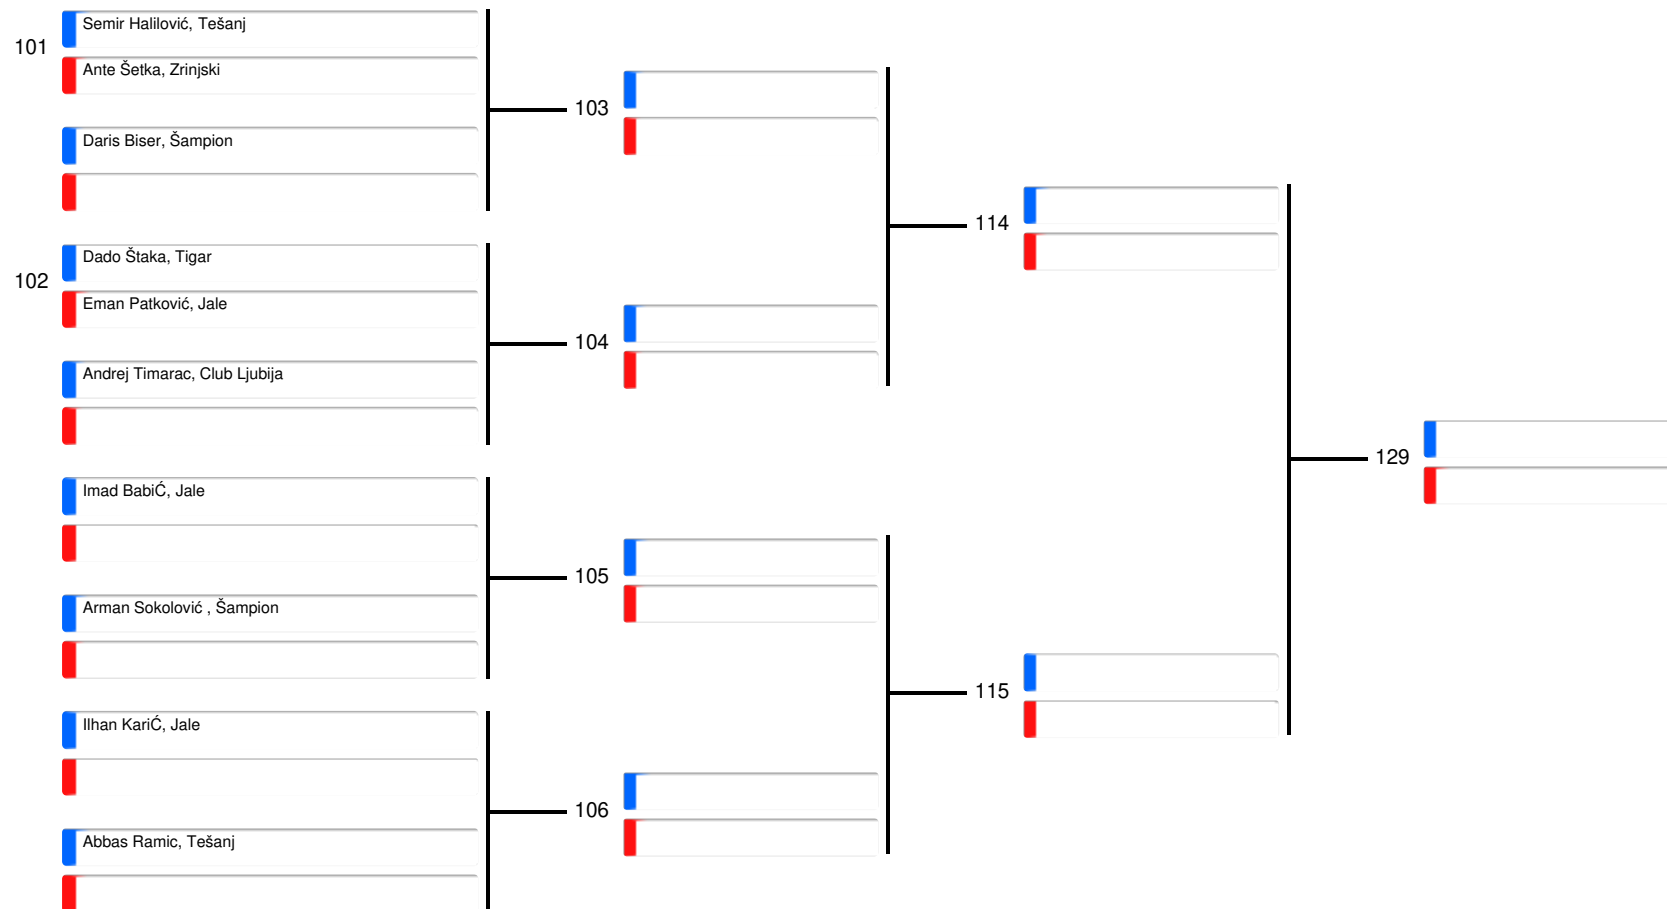 Semir Halilović, Tešanj
101
Ante Šetka, Zrinjski
103
Daris Biser, Šampion
114
Dado Štaka, Tigar
102
Eman Patković, Jale
104
Andrej Timarac, Club Ljubija
129
Imad BabiĆ, Jale
105
Arman Sokolović , Šampion
115
Ilhan KariĆ, Jale
106
Abbas Ramic, Tešanj